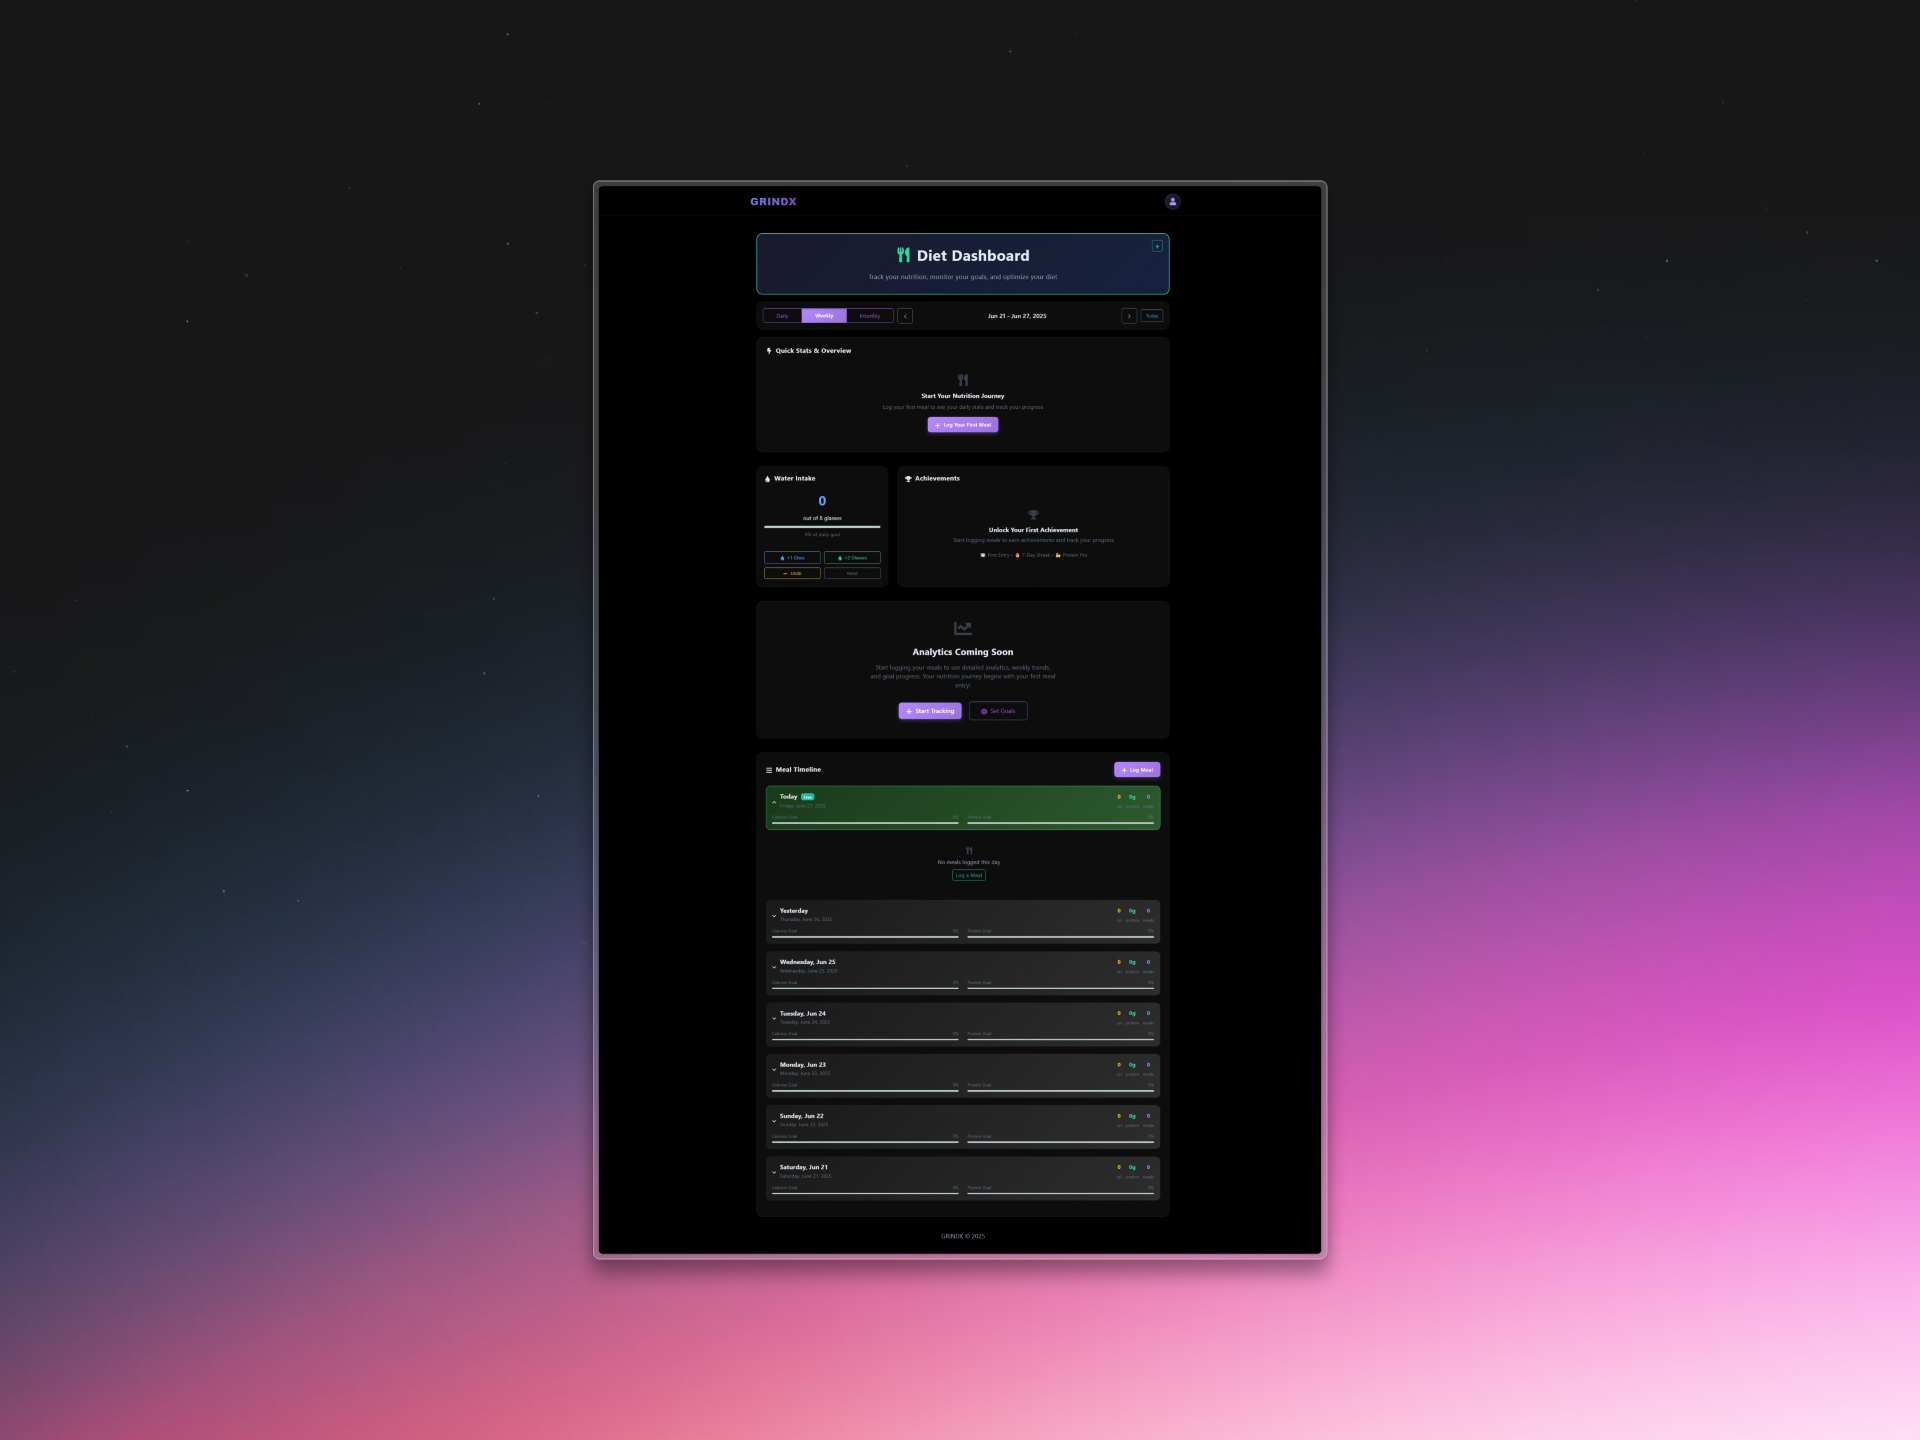 GRINDX
Diet Dashboard
Track your nutrition, monitor your goals, and optimize your diet
Daily Weekly Monthly Jun 21 - Jun 27, 2025 Today
Quick Stats & Overview
Start Your Nutrition Journey
Log your first meal to see your daily stats and track your progress
+ Log Your First Meal
Water Intake
0
out of 8 glasses
0% of daily goal
+1 Glass +2 Glasses
Undo Reset
Achievements
Unlock Your First Achievement
Start logging meals to earn achievements and track your progress
First Entry • 7-Day Streak • Protein Pro
Analytics Coming Soon
Start logging your meals to see detailed analytics, weekly trends,
and goal progress. Your nutrition journey begins with your first meal
entry!
+ Start Tracking Set Goals
Meal Timeline + Log Meal
Today Live 0 0g 0
Friday, June 27, 2025 cal protein meals
Calories Goal 0% Protein Goal 0%
No meals logged this day
Log a Meal
Yesterday 0 0g 0
Thursday, June 26, 2025 cal protein meals
Calories Goal 0% Protein Goal 0%
Wednesday, Jun 25 0 0g 0
Wednesday, June 25, 2025 cal protein meals
Calories Goal 0% Protein Goal 0%
Tuesday, Jun 24 0 0g 0
Tuesday, June 24, 2025 cal protein meals
Calories Goal 0% Protein Goal 0%
Monday, Jun 23 0 0g 0
Monday, June 23, 2025 cal protein meals
Calories Goal 0% Protein Goal 0%
Sunday, Jun 22 0 0g 0
Sunday, June 22, 2025 cal protein meals
Calories Goal 0% Protein Goal 0%
Saturday, Jun 21 0 0g 0
Saturday, June 21, 2025 cal protein meals
Calories Goal 0% Protein Goal 0%
GRINDX © 2025